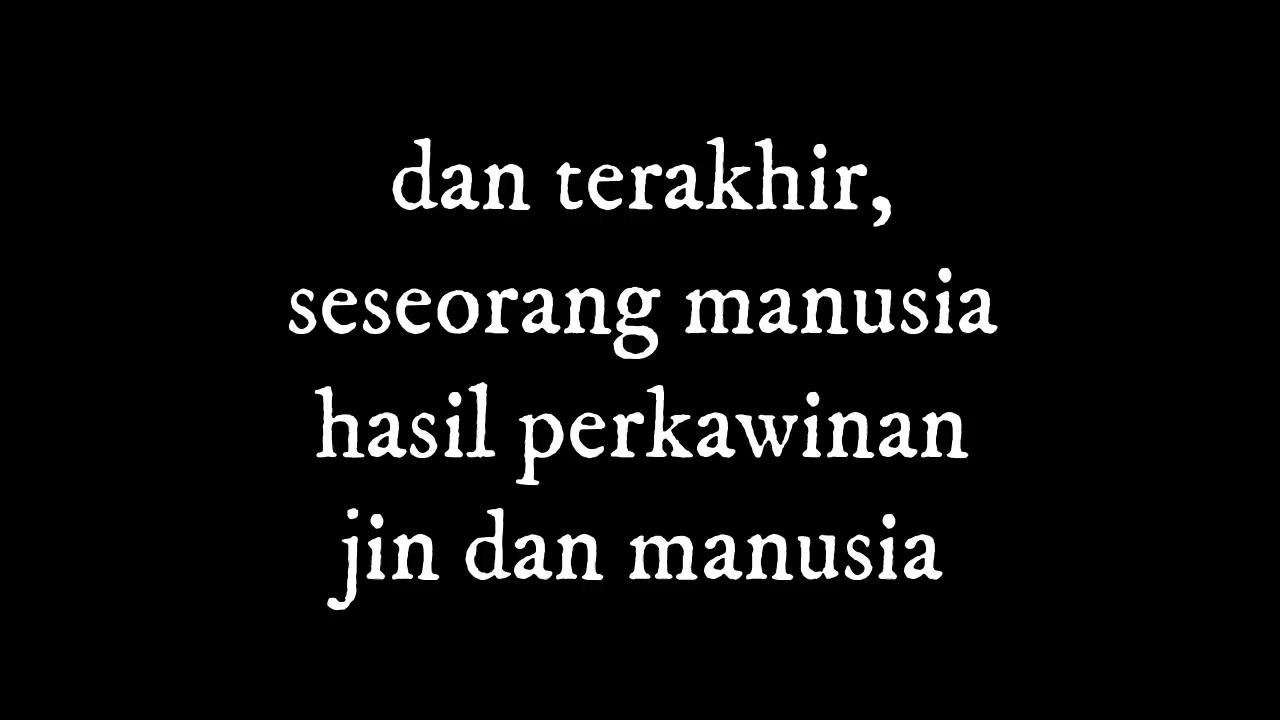 dan terakhir,
seseorang manusia
hasil perkawinan
jin dan manusia